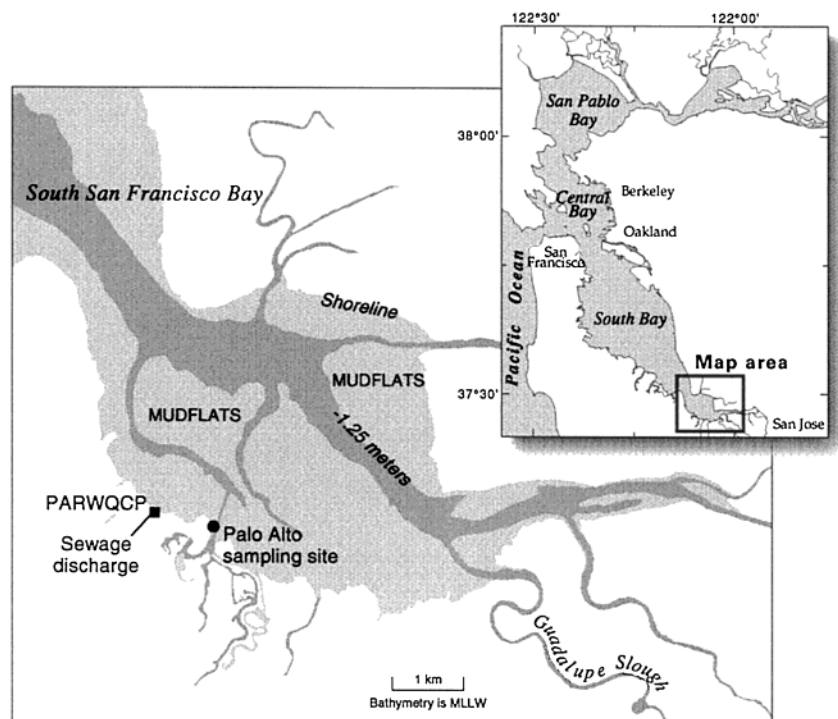 122°30'
122°00'
San Pablo
Bay
38°00'
Central
Bay
Berkeley
Oakland
San
Francisco
Pacific Ocean
South Bay
Map area
37°30'
San Jose
South San Francisco Bay
Shoreline
MUDFLATS
MUDFLATS
-1.25 meters
PARWQCP
Sewage
discharge
Palo Alto
sampling site
Guadalupe Slough
1 km
Bathymetry is MLLW